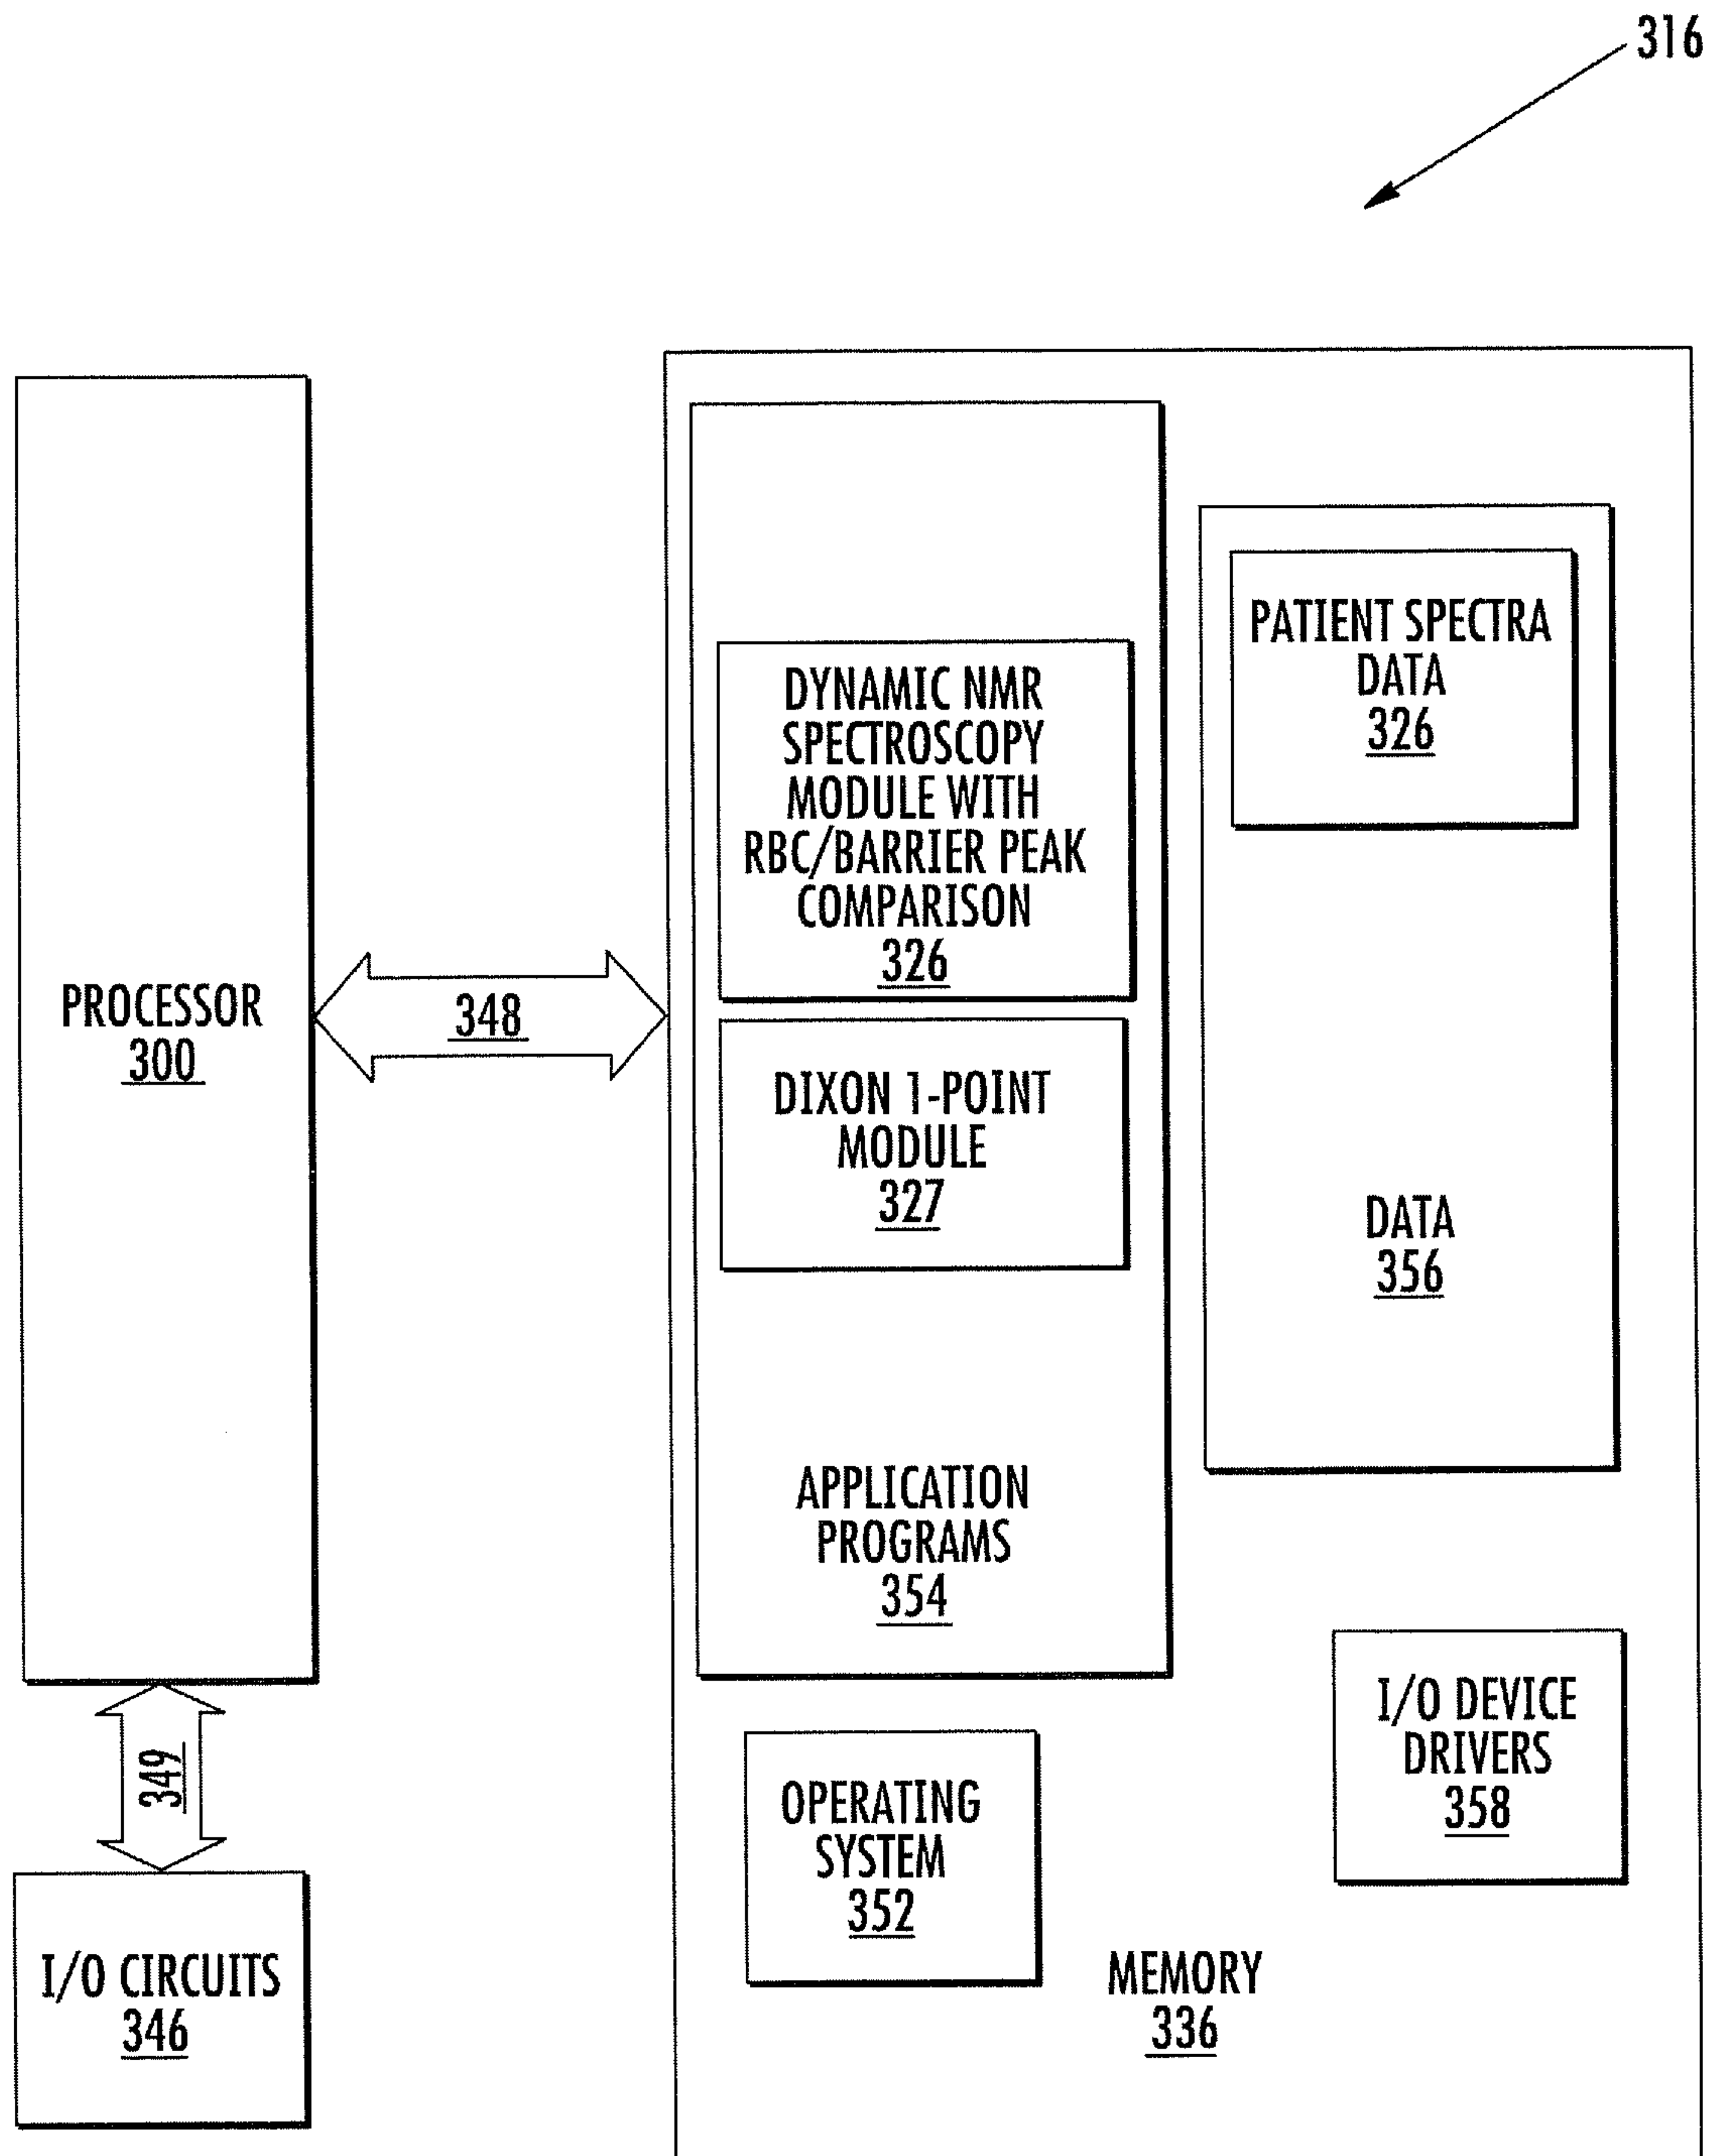 316
PROCESSOR
300
348
349
I/O CIRCUITS
346
DYNAMIC NMR
SPECTROSCOPY
MODULE WITH
RBC/BARRIER PEAK
COMPARISON
326
DIXON 1-POINT
MODULE
327
APPLICATION
PROGRAMS
354
PATIENT SPECTRA
DATA
326
DATA
356
OPERATING
SYSTEM
352
I/O DEVICE
DRIVERS
358
MEMORY
336